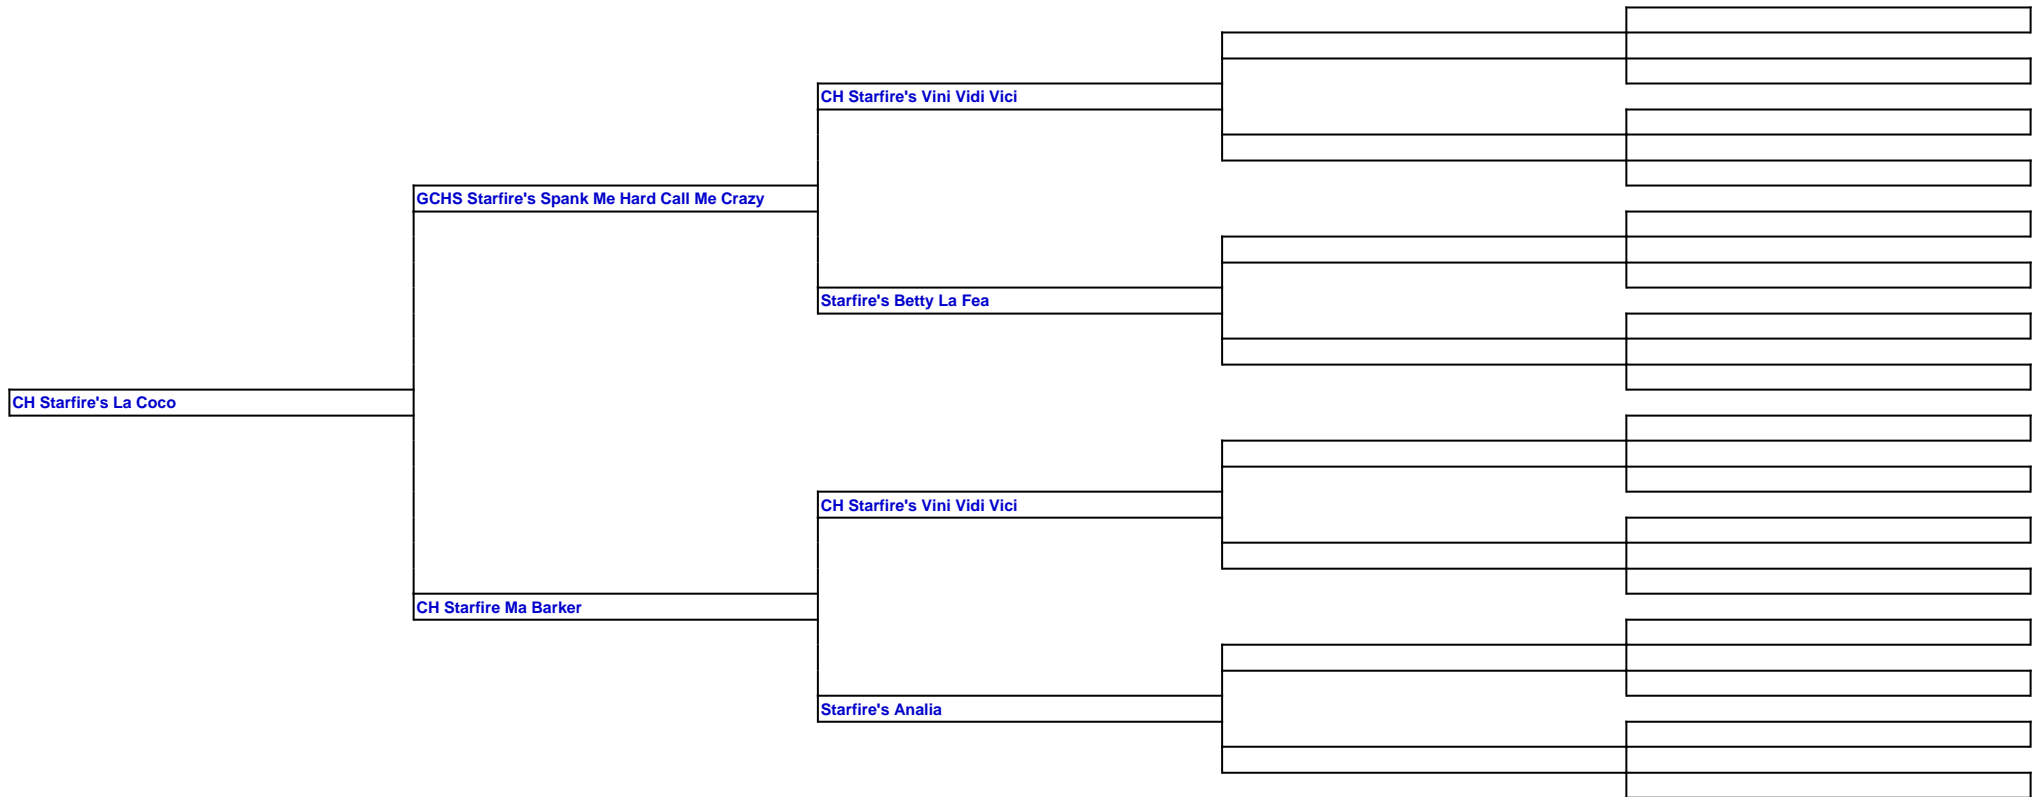 CH Starfire's Vini Vidi Vici
GCHS Starfire's Spank Me Hard Call Me Crazy
Starfire's Betty La Fea
CH Starfire's La Coco
CH Starfire's Vini Vidi Vici
CH Starfire Ma Barker
Starfire's Analia